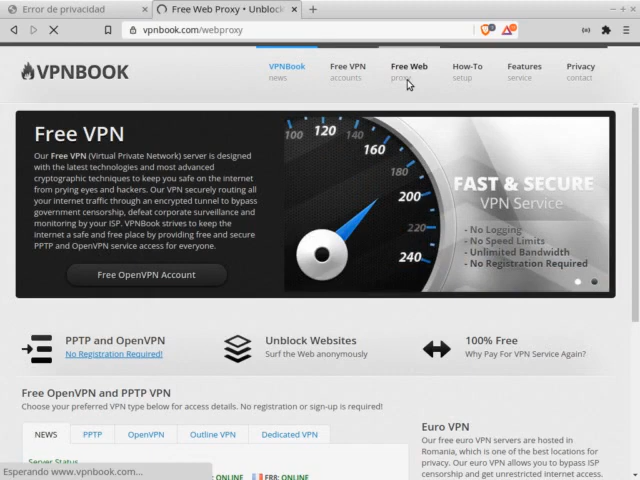 Error de privacidad
Free Web Proxy • Unblock
vpnbook.com/webproxy
VPNBOOK
VPNBook
news
Free VPN
accounts
Free Web
proxy
How-To
setup
Features
service
Privacy
contact
Free VPN
Our Free VPN (Virtual Private Network) server is designed
with the latest technologies and most advanced
cryptographic techniques to keep you safe on the internet
from prying eyes and hackers. Our VPN securely routing all
your internet traffic through an encrypted tunnel to bypass
government censorship, defeat corporate surveillance and
monitoring by your ISP. VPNBook strives to keep the
internet a safe and free place by providing free and secure
PPTP and OpenVPN service access for everyone.
Free OpenVPN Account
100 120 140
160
180
200
220
240
FAST & SECURE
VPN Service
- No Logging
- No Speed Limits
- Unlimited Bandwidth
- No Registration Required
PPTP and OpenVPN
No Registration Required!
Unblock Websites
Surf the Web anonymously
100% Free
Why Pay For VPN Service Again?
Free OpenVPN and PPTP VPN
Choose your preferred VPN type below for access details. No registration or sign-up is required!
NEWS PPTP OpenVPN Outline VPN Dedicated VPN
Server Status
: ONLINE FR8: ONLINE
Euro VPN
Our free euro VPN servers are hosted in
Romania, which is one of the best locations for
privacy. Our euro VPN allows you to bypass ISP
censorship and get unrestricted internet access.
Esperando www.vpnbook.com...